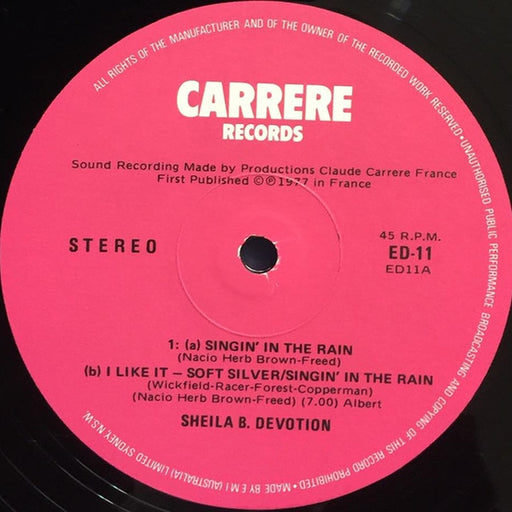 ALL RIGHTS OF THE MANUFACTURER AND OF THE OWNER OF THE RECORDED WORK RESERVED • UNAUTHORISED PUBLIC PERFORMANCE BROADCASTING AND COPYING OF THIS RECORD PROHIBITED • MADE BY E M I (AUSTRALIA) LIMITED SYDNEY N.S.W.
CARRERE
RECORDS
Sound Recording Made by Productions Claude Carrere France
First Published ©℗1977 in France
STEREO
45 R.P.M.
ED-11
ED11A
1: (a) SINGIN' IN THE RAIN
(Nacio Herb Brown-Freed)
(b) I LIKE IT – SOFT SILVER/SINGIN' IN THE RAIN
(Wickfield-Racer-Forest-Copperman)
(Nacio Herb Brown-Freed) (7.00) Albert
SHEILA B. DEVOTION